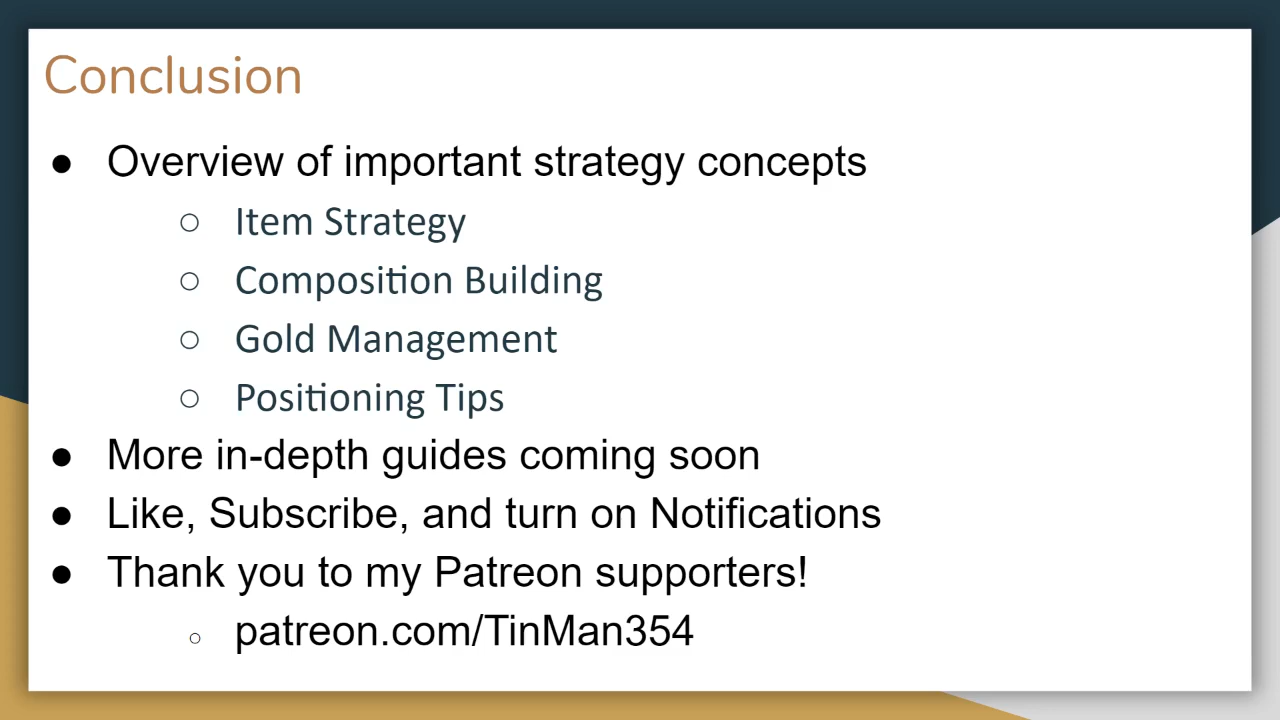 Conclusion
● Overview of important strategy concepts
○ Item Strategy
○ Composition Building
○ Gold Management
○ Positioning Tips
● More in-depth guides coming soon
● Like, Subscribe, and turn on Notifications
● Thank you to my Patreon supporters!
○ patreon.com/TinMan354